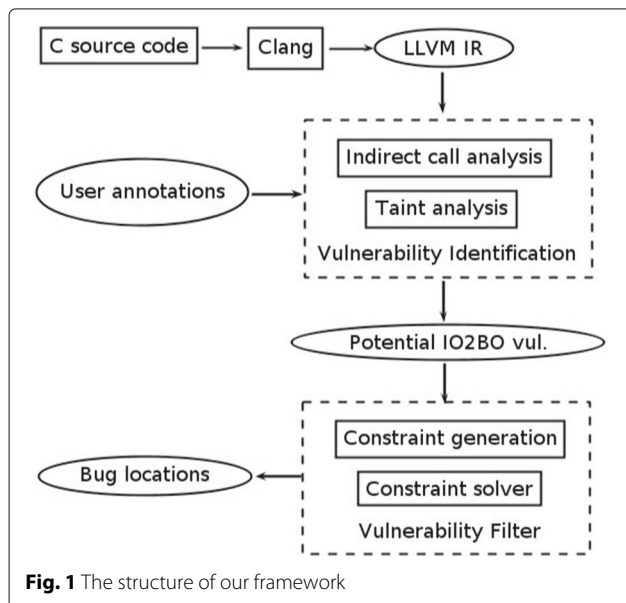 C source code
Clang
LLVM IR
Indirect call analysis
User annotations
Taint analysis
Vulnerability Identification
Potential IO2BO vul.
Constraint generation
Bug locations
Constraint solver
Vulnerability Filter
Fig. 1 The structure of our framework